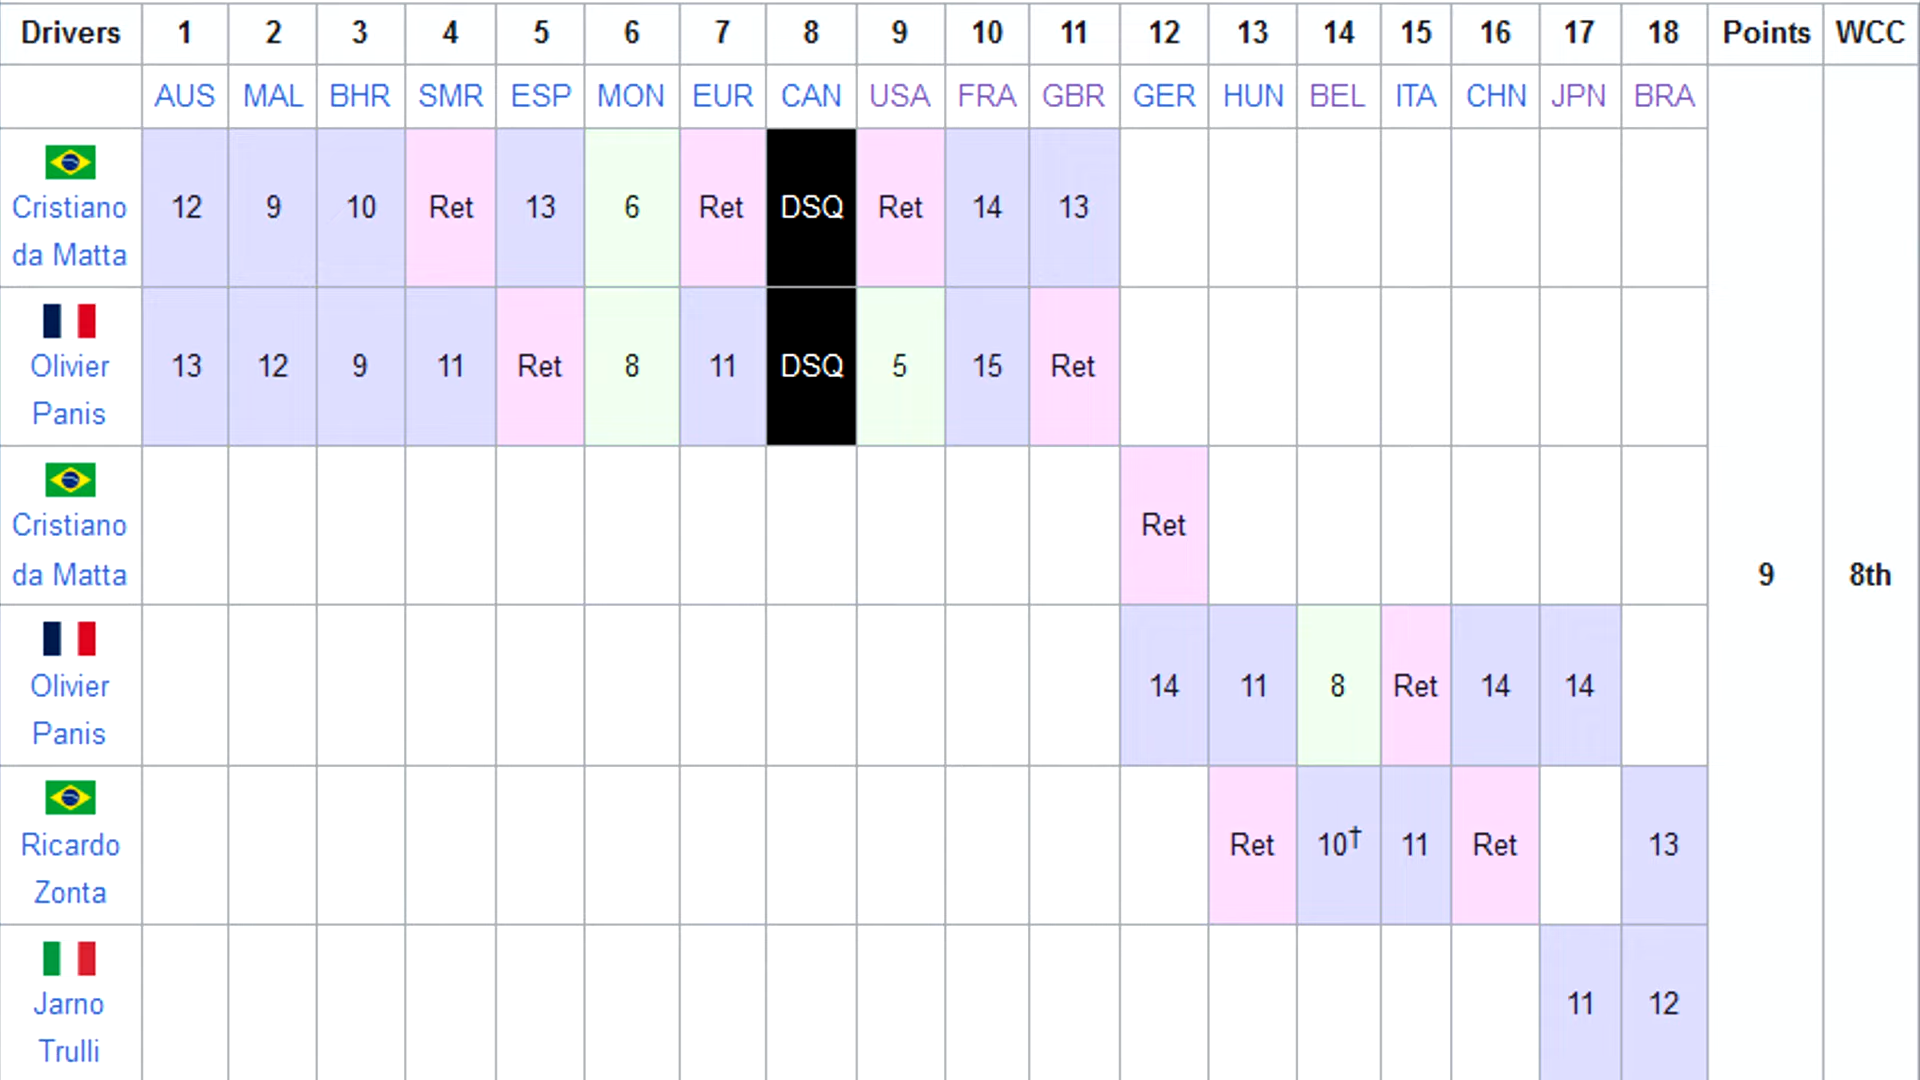 Drivers 1 2 3 4 5 6 7 8 9 10 11 12 13 14 15 16 17 18 Points WCC
AUS MAL BHR SMR ESP MON EUR CAN USA FRA GBR GER HUN BEL ITA CHN JPN BRA
Cristiano
da Matta
12 9 10 Ret 13 6 Ret DSQ Ret 14 13
Olivier
Panis
13 12 9 11 Ret 8 11 DSQ 5 15 Ret
Cristiano
da Matta
Ret
9 8th
Olivier
Panis
14 11 8 Ret 14 14
Ricardo
Zonta
Ret 10† 11 Ret 13
Jarno
Trulli
11 12